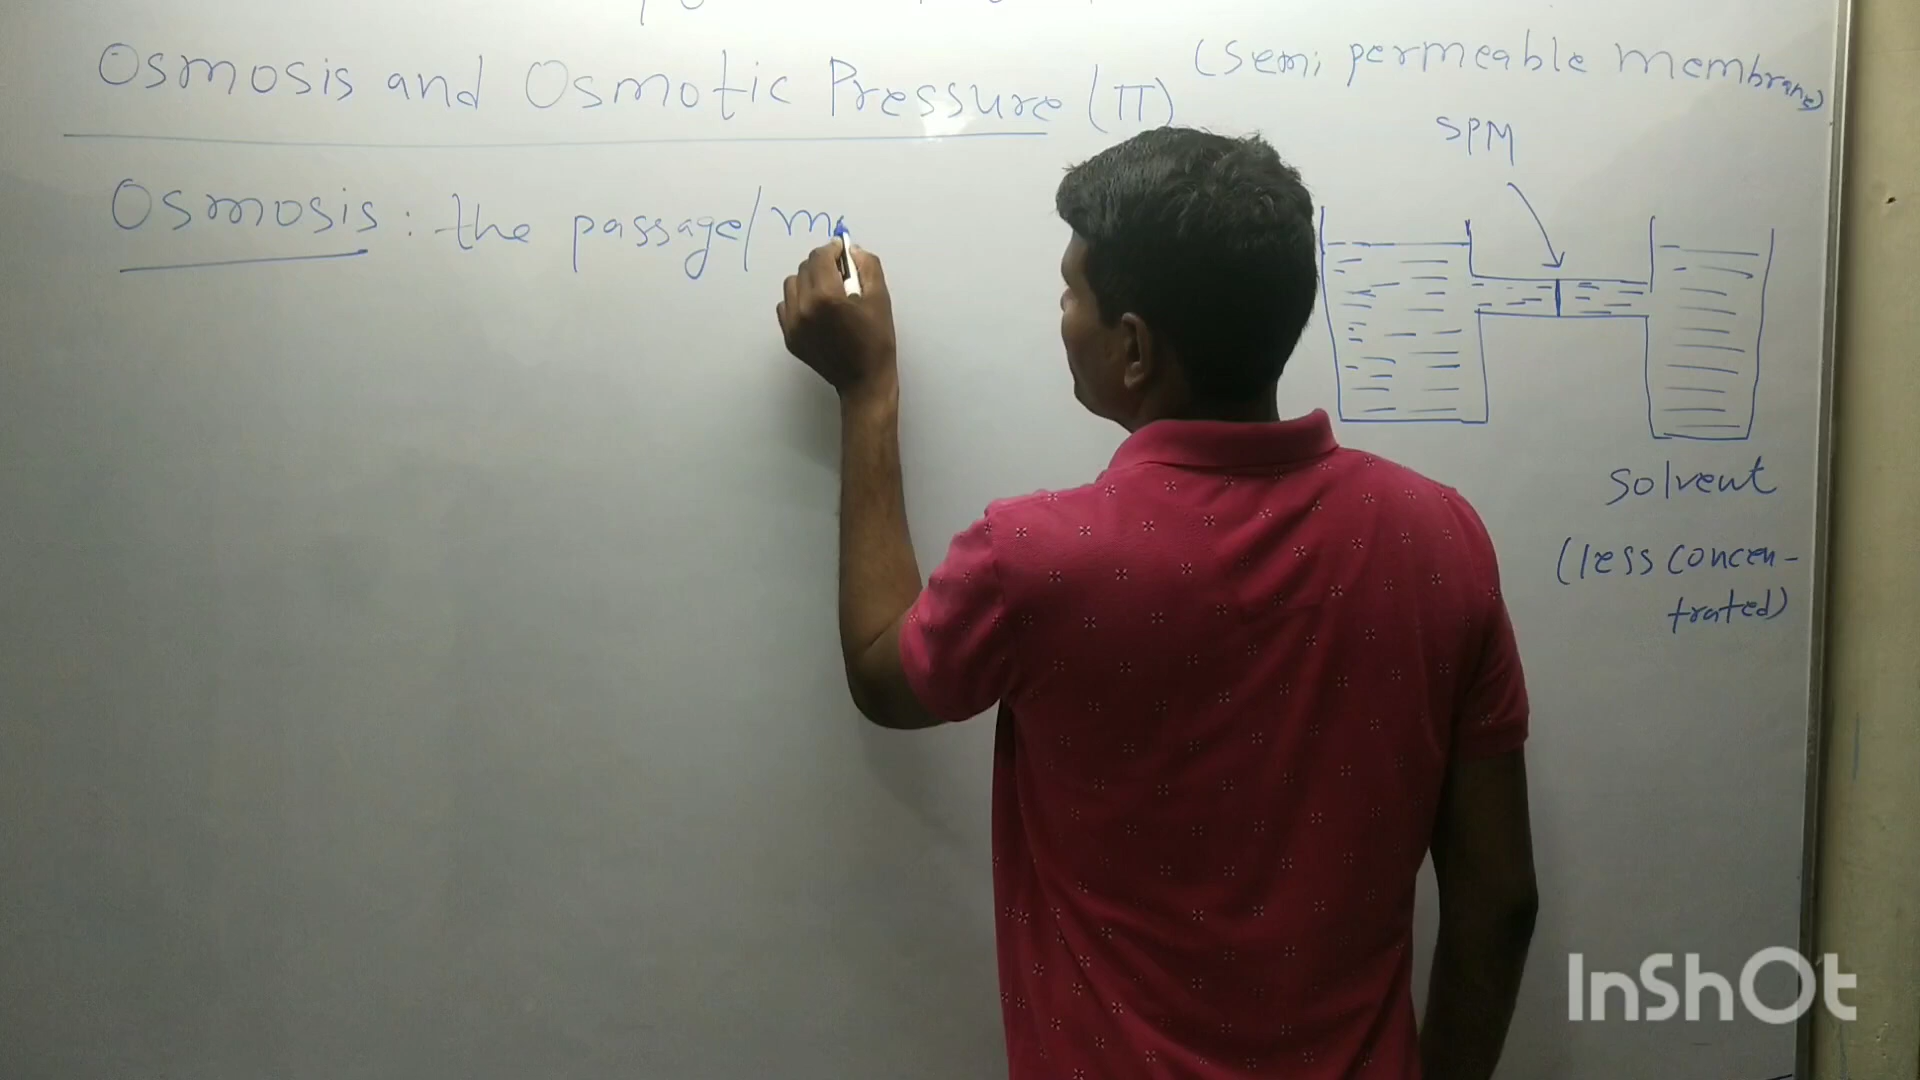 Osmosis and Osmotic Pressure (π)
(semi permeable membrane)
SPM
Osmosis: the passage/m
solvent
(less concen-
trated)
InShOt